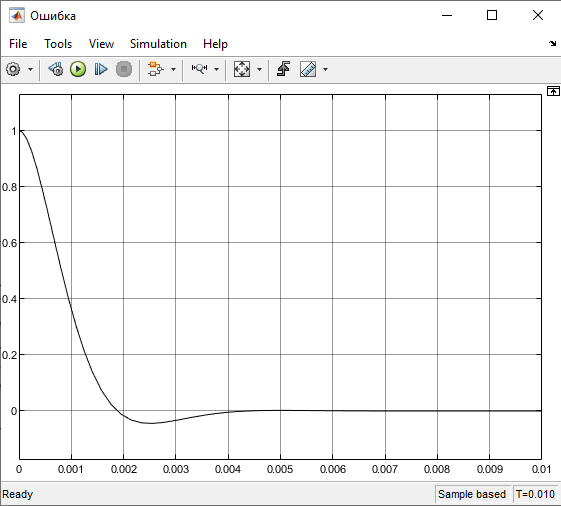 Ошибка
File Tools View Simulation Help
1
0.8
0.6
0.4
0.2
0
0 0.001 0.002 0.003 0.004 0.005 0.006 0.007 0.008 0.009 0.01
Ready Sample based T=0.010